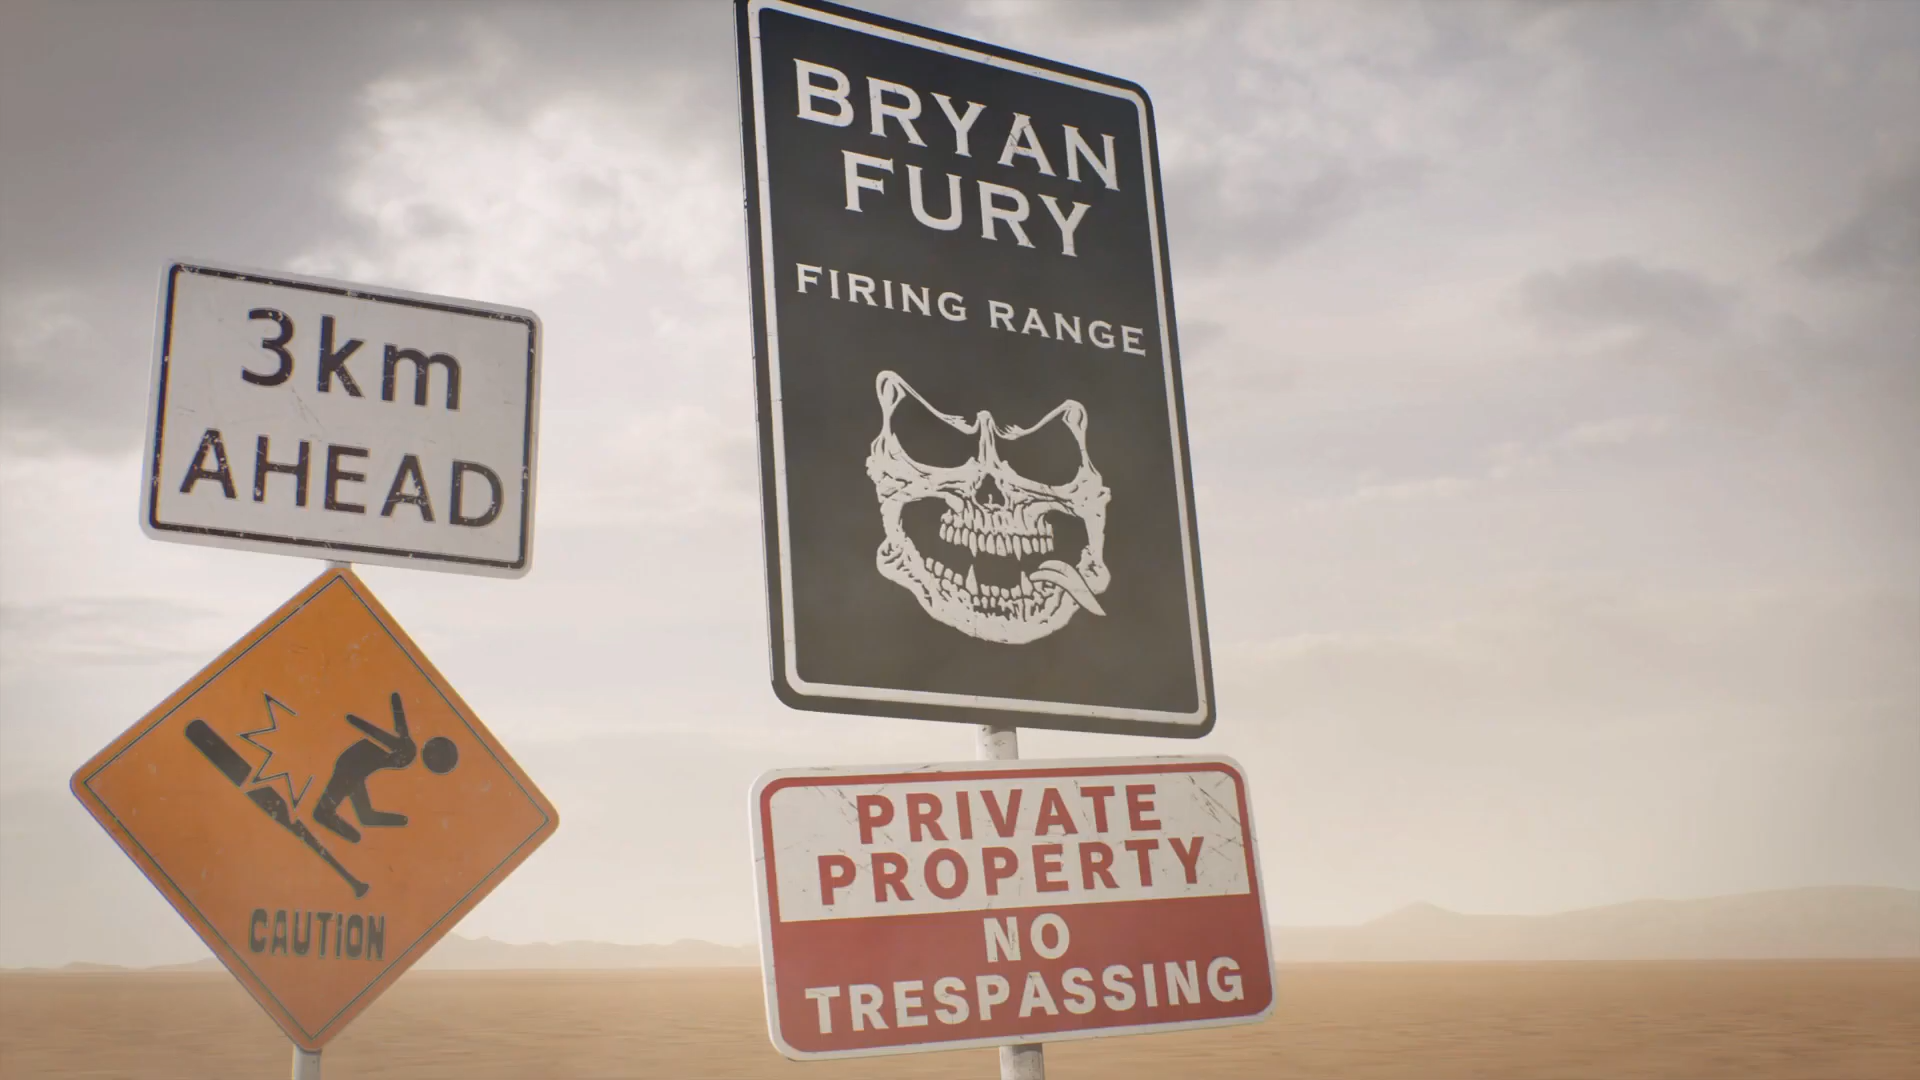 3km
AHEAD
CAUTION
BRYAN
FURY
FIRING RANGE
PRIVATE
PROPERTY
NO
TRESPASSING